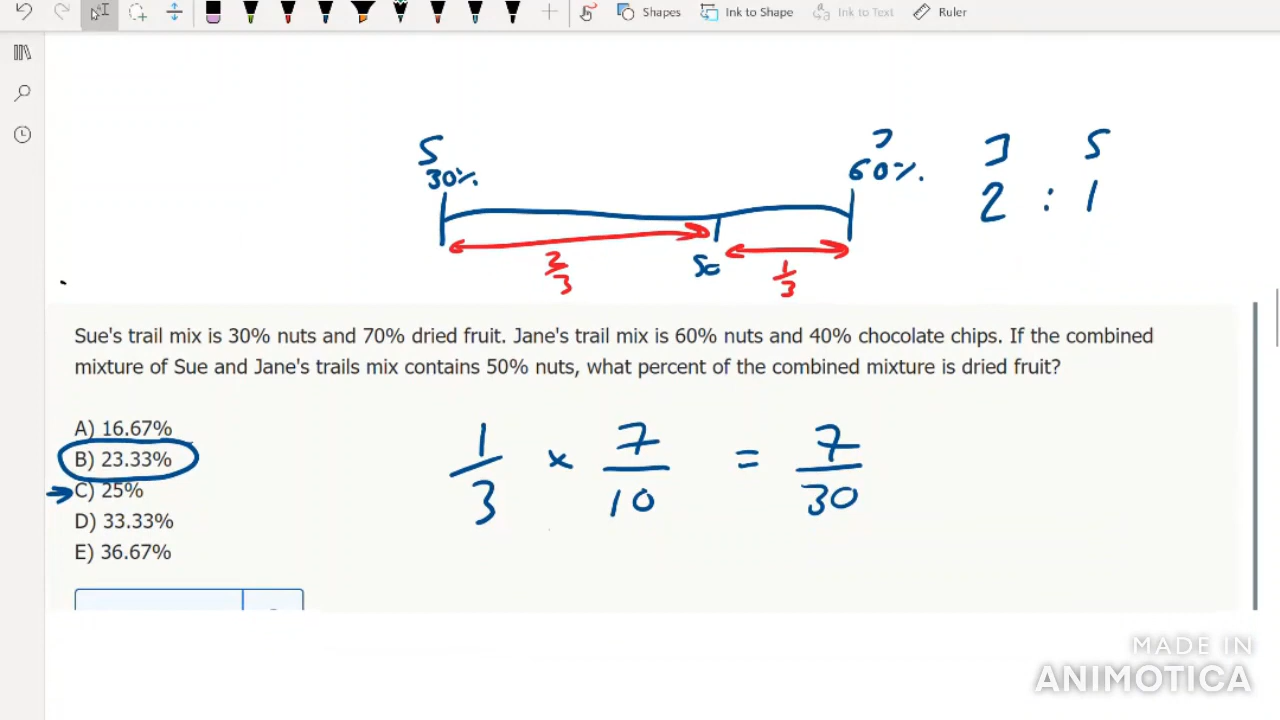 Shapes Ink to Shape Ink to Text Ruler
S J J S
30% 60% 2 : 1
2/3 50 1/3
Sue's trail mix is 30% nuts and 70% dried fruit. Jane's trail mix is 60% nuts and 40% chocolate chips. If the combined
mixture of Sue and Jane's trails mix contains 50% nuts, what percent of the combined mixture is dried fruit?
A) 16.67%
B) 23.33%
C) 25%
D) 33.33%
E) 36.67%
1/3 × 7/10 = 7/30
MADE IN
ANIMOTICA